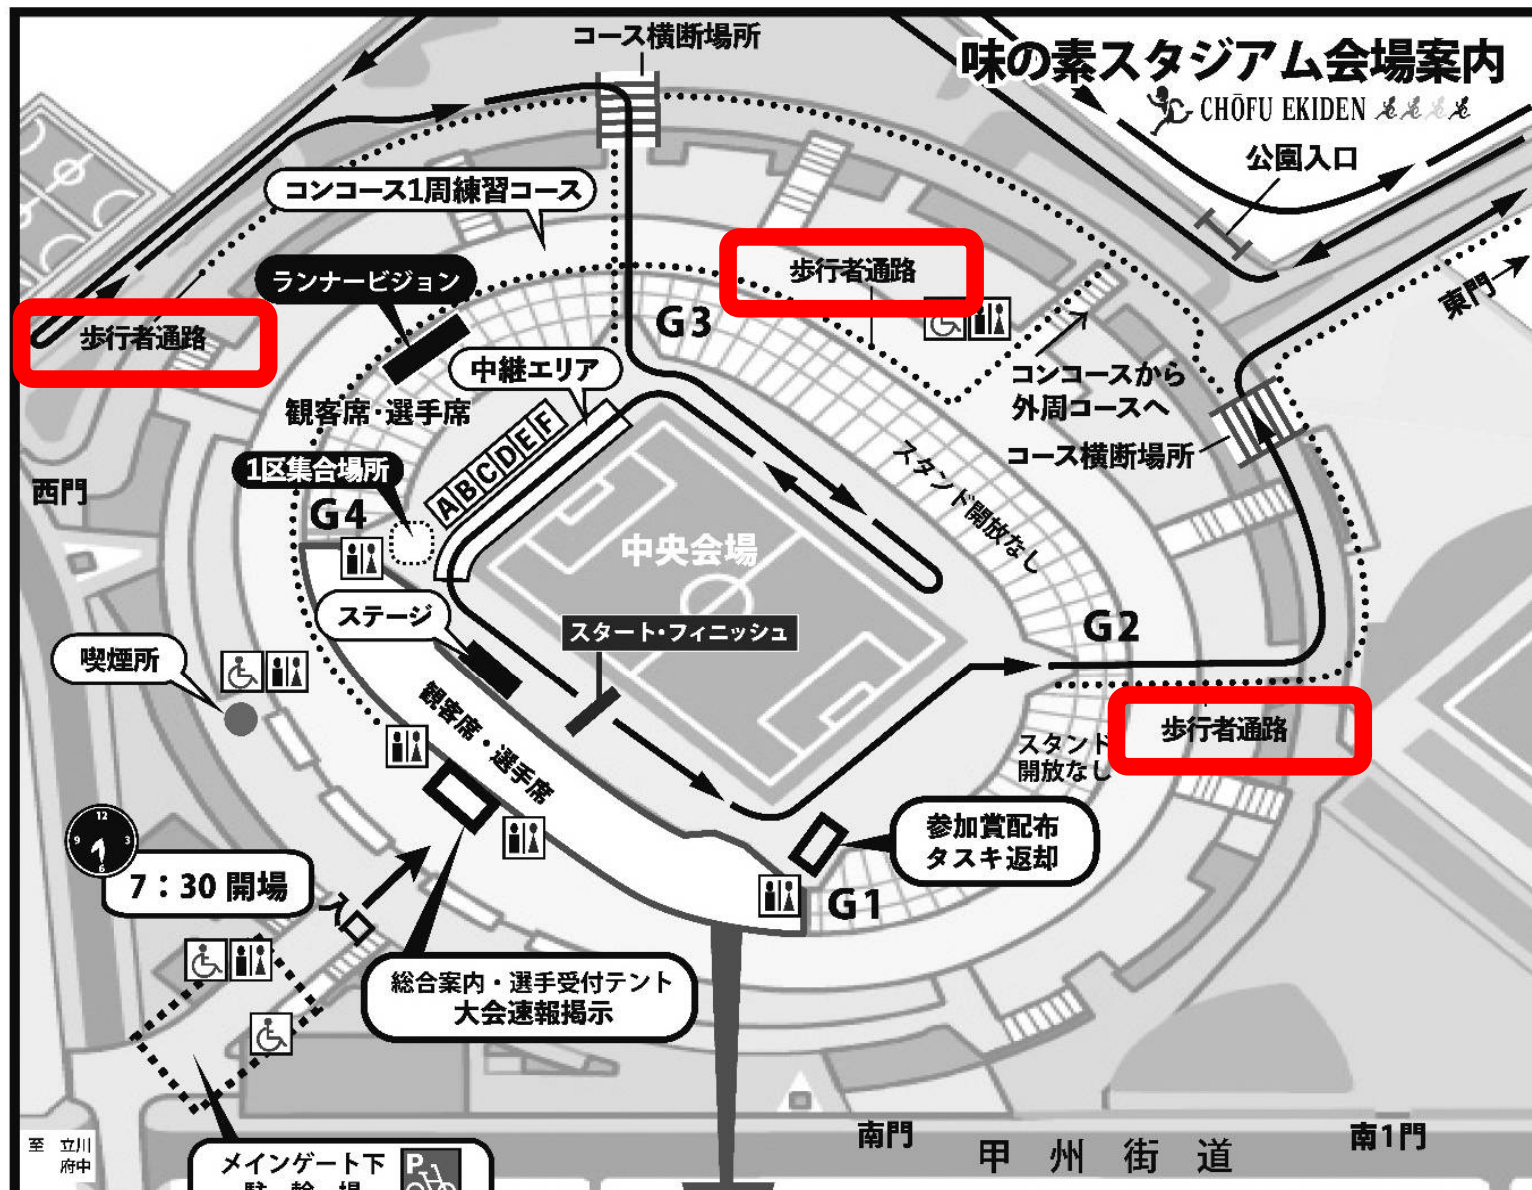 コース横断場所
味の素スタジアム会場案内
CHŌFU EKIDEN
公園入口
コンコース1周練習コース
ランナービジョン
歩行者通路
東門
歩行者通路
G3
中継エリア
コンコースから
外周コースへ
観客席・選手席
コース横断場所
1区集合場所
A B C D E F
スタンド開放なし
西門
G4
中央会場
ステージ
スタート・フィニッシュ
G2
喫煙所
観客席・選手席
歩行者通路
スタンド
開放なし
12
3
6
9
7：30 開場
参加賞配布
タスキ返却
G1
入口
総合案内・選手受付テント
大会速報掲示
南門
南1門
甲州街道
至 立川
府中
メインゲート下
駐輪場
P